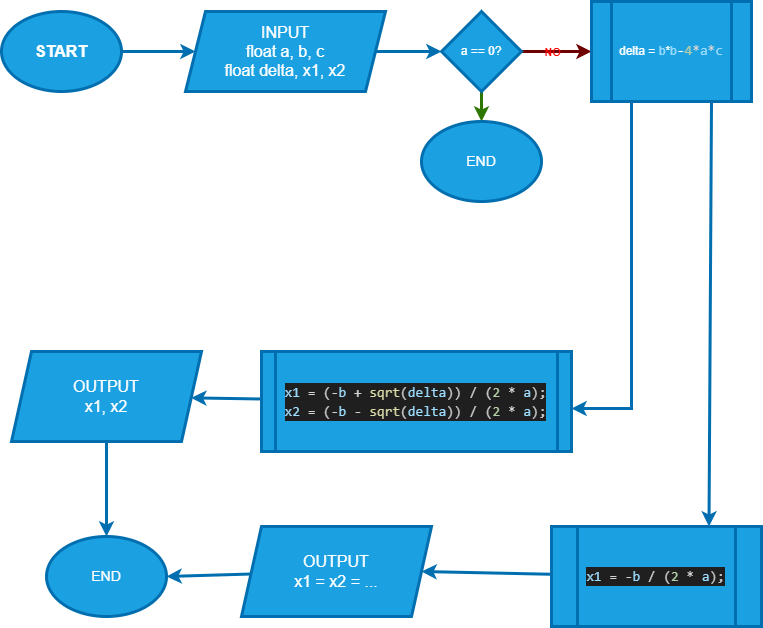 START
INPUT
float a, b, c
float delta, x1, x2
a == 0?
NO
delta = b*b-4*a*c
END
OUTPUT
x1, x2
x1 = (-b + sqrt(delta)) / (2 * a);
x2 = (-b - sqrt(delta)) / (2 * a);
END
OUTPUT
x1 = x2 = ...
x1 = -b / (2 * a);